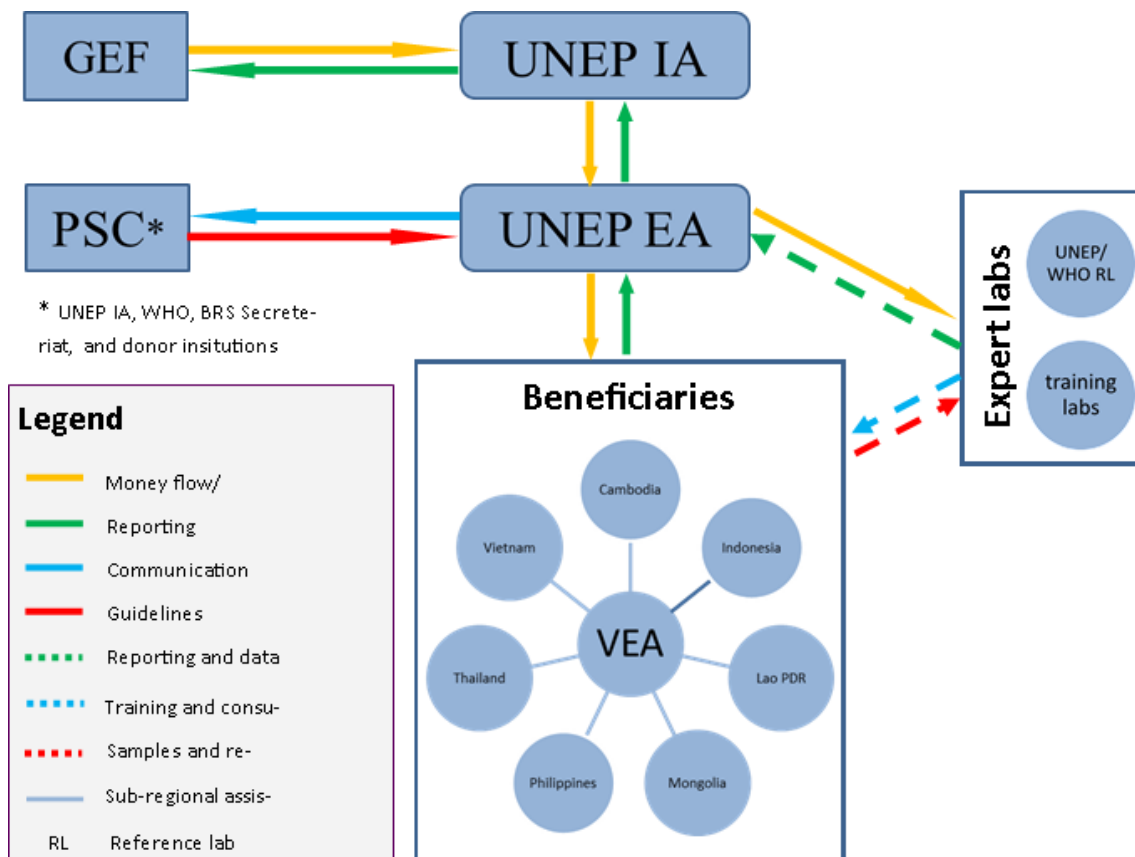 GEF
UNEP IA
PSC*
UNEP EA
* UNEP IA, WHO, BRS Secrete-
riat, and donor insitutions
Expert labs
UNEP/
WHO RL
training
labs
Beneficiaries
Cambodia
Vietnam
Indonesia
VEA
Thailand
Lao PDR
Philippines
Mongolia
Legend
Money flow/
Reporting
Communication
Guidelines
Reporting and data
Training and consu-
Samples and re-
Sub-regional assis-
RL Reference lab